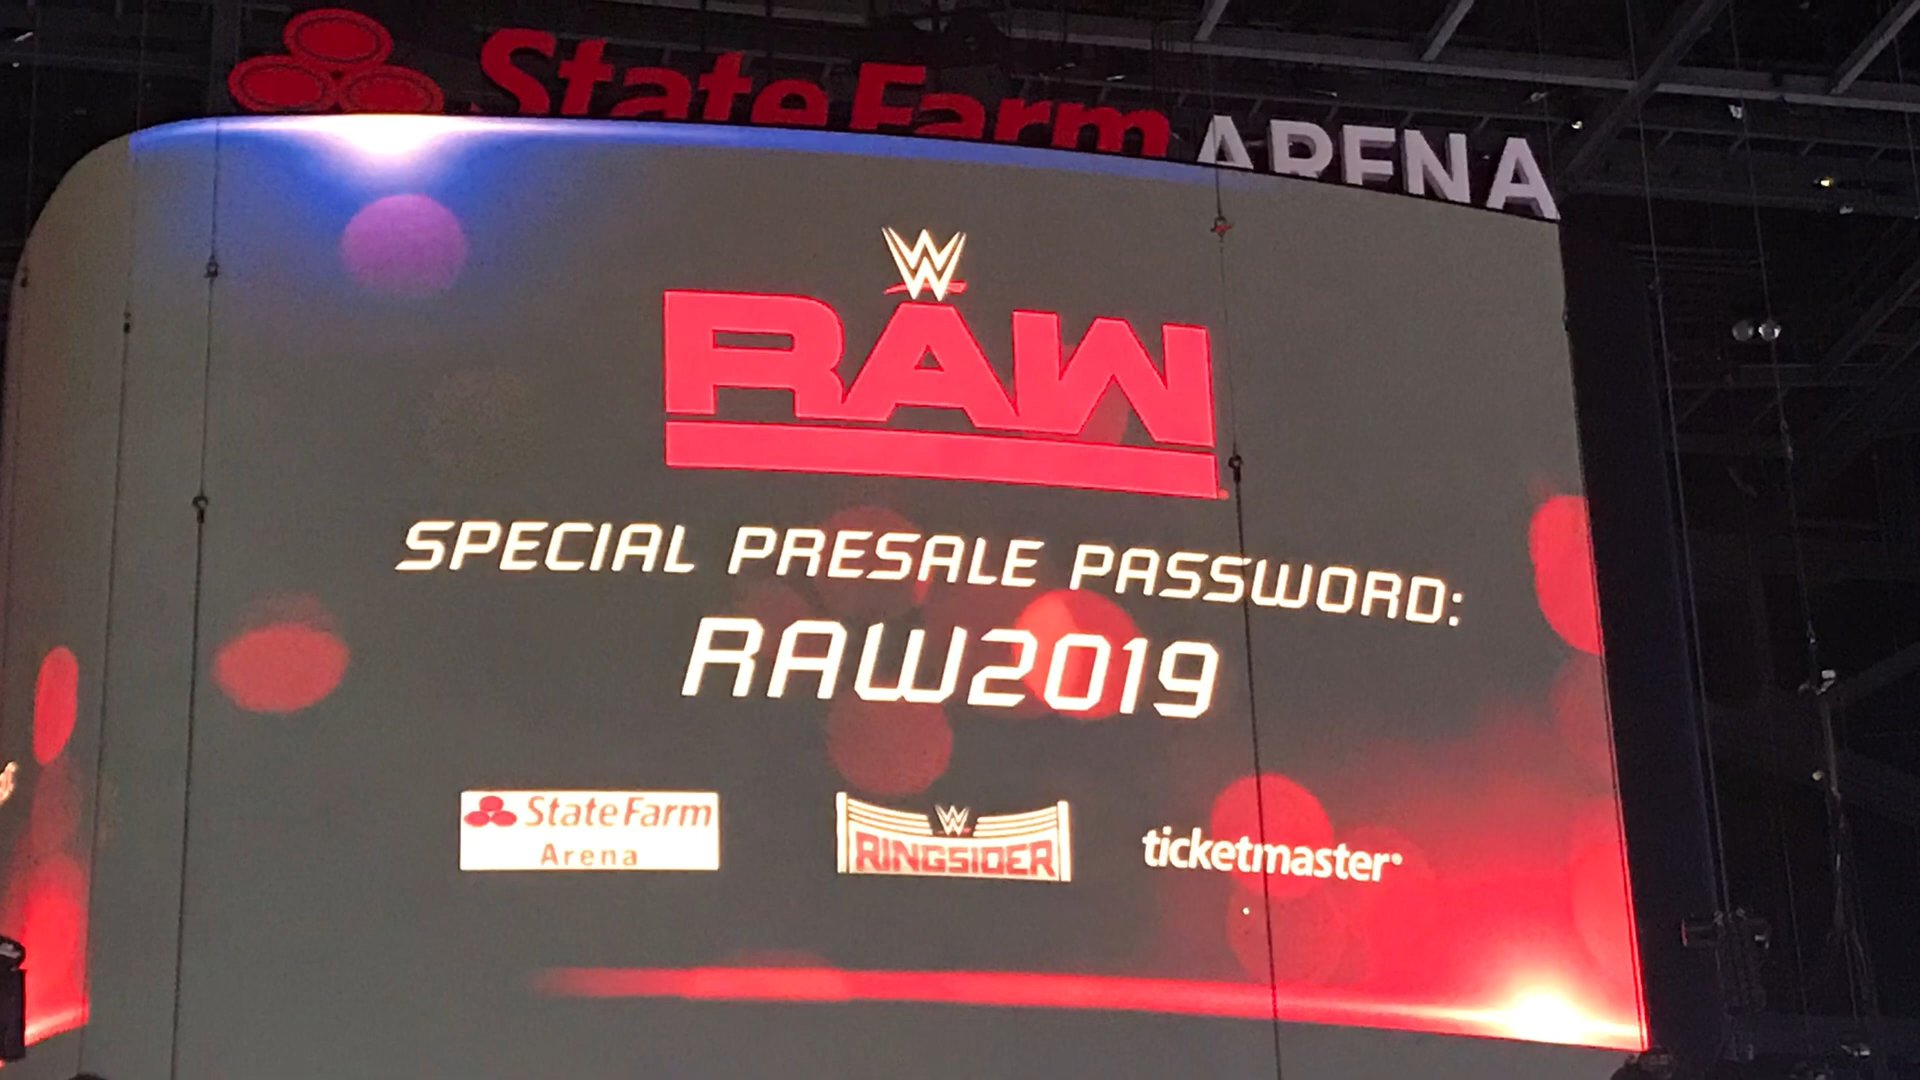 State Farm ARENA
W
RAW
SPECIAL PRESALE PASSWORD:
RAW2019
State Farm
Arena
W
RINGSIDER
ticketmaster®